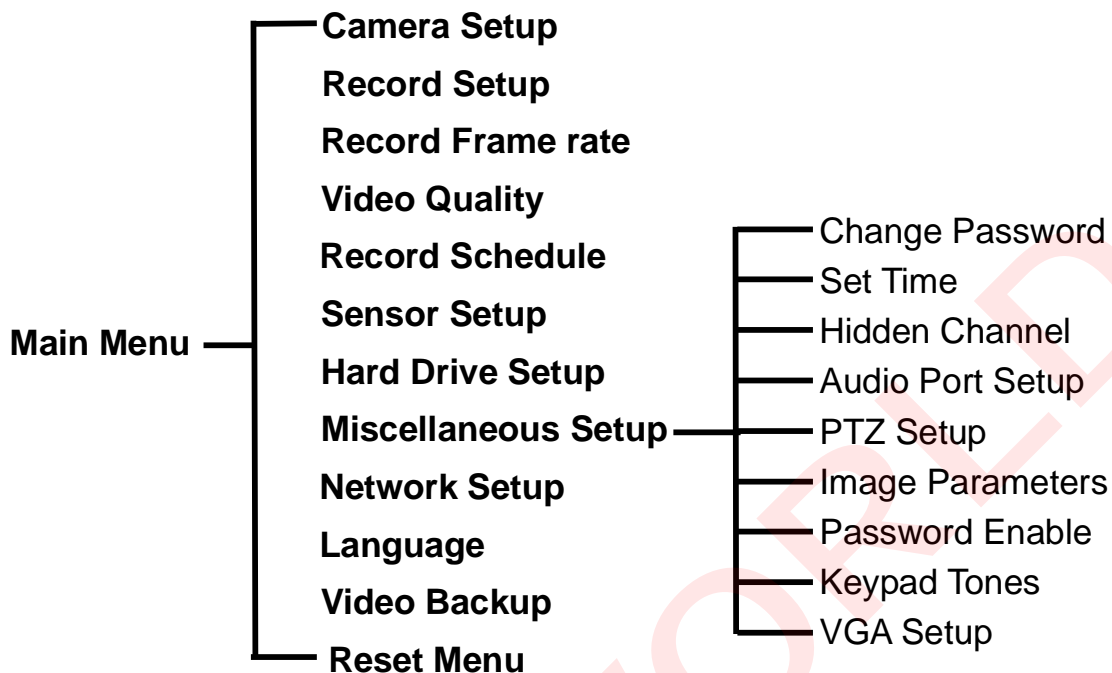 Main Menu
Camera Setup
Record Setup
Record Frame rate
Video Quality
Record Schedule
Sensor Setup
Hard Drive Setup
Miscellaneous Setup
Network Setup
Language
Video Backup
Reset Menu
Change Password
Set Time
Hidden Channel
Audio Port Setup
PTZ Setup
Image Parameters
Password Enable
Keypad Tones
VGA Setup
ORLD